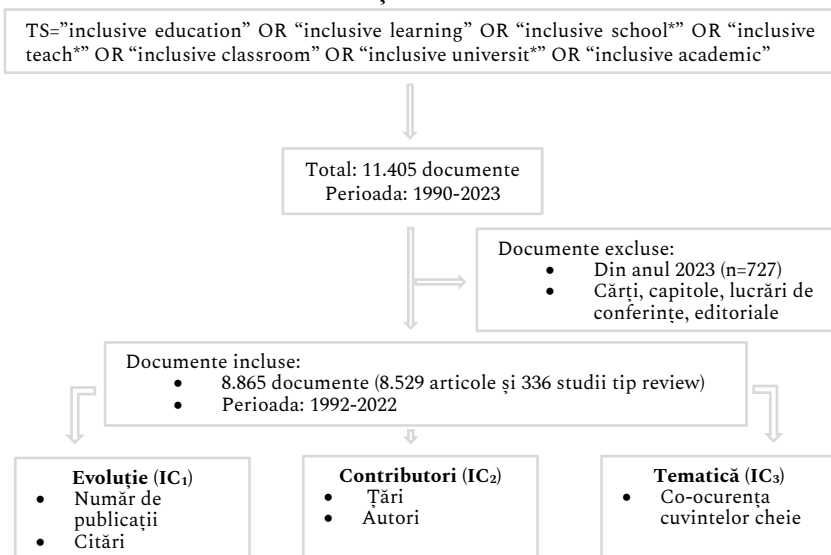 TS="inclusive education" OR “inclusive learning” OR “inclusive school*” OR “inclusive
teach*” OR “inclusive classroom” OR “inclusive universit*” OR “inclusive academic”
Total: 11.405 documente
Perioada: 1990-2023
Documente excluse:
• Din anul 2023 (n=727)
• Cărți, capitole, lucrări de
conferințe, editoriale
Documente incluse:
• 8.865 documente (8.529 articole și 336 studii tip review)
• Perioada: 1992-2022
Evoluție (IC₁)
• Număr de
publicații
• Citări
Contributori (IC₂)
• Țări
• Autori
Tematică (IC₃)
• Co-ocurența
cuvintelor cheie